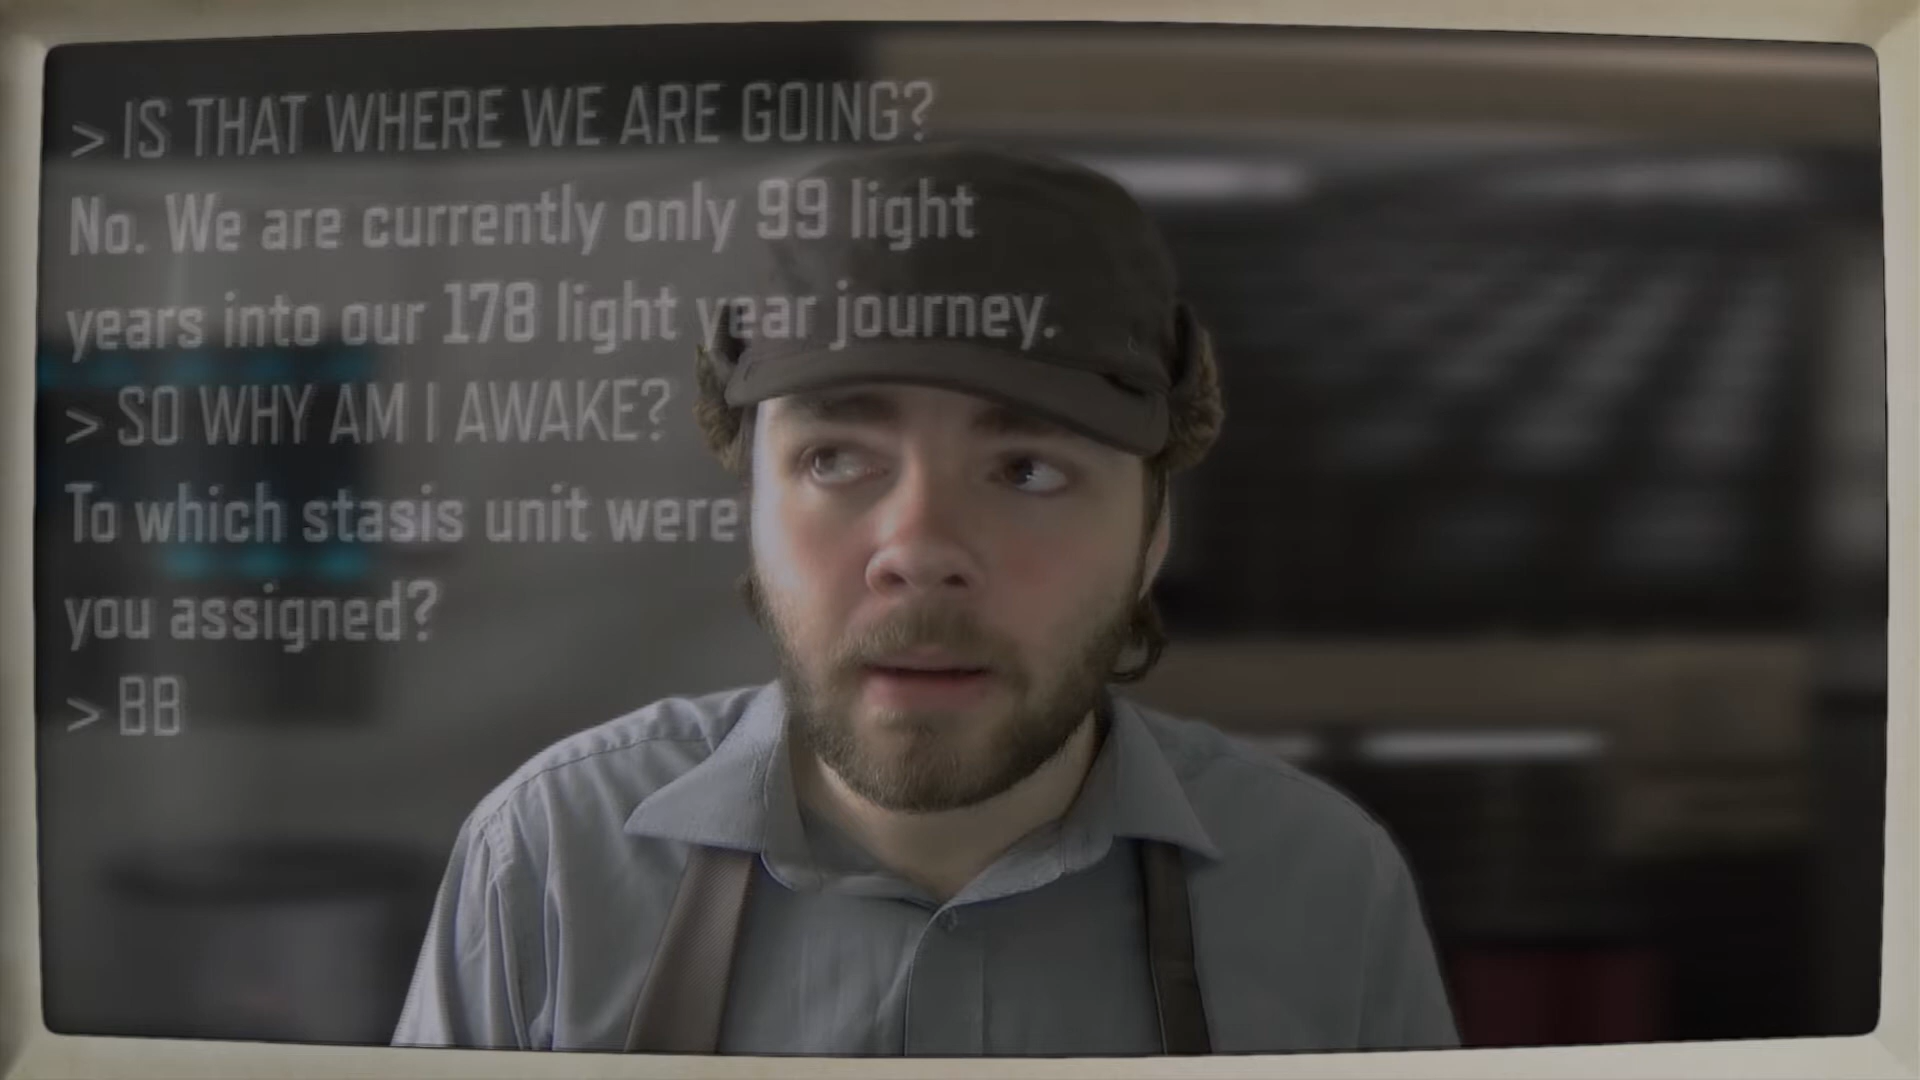 > IS THAT WHERE WE ARE GOING?
No. We are currently only 99 light
years into our 178 light year journey.
> SO WHY AM I AWAKE?
To which stasis unit were
you assigned?
> BB